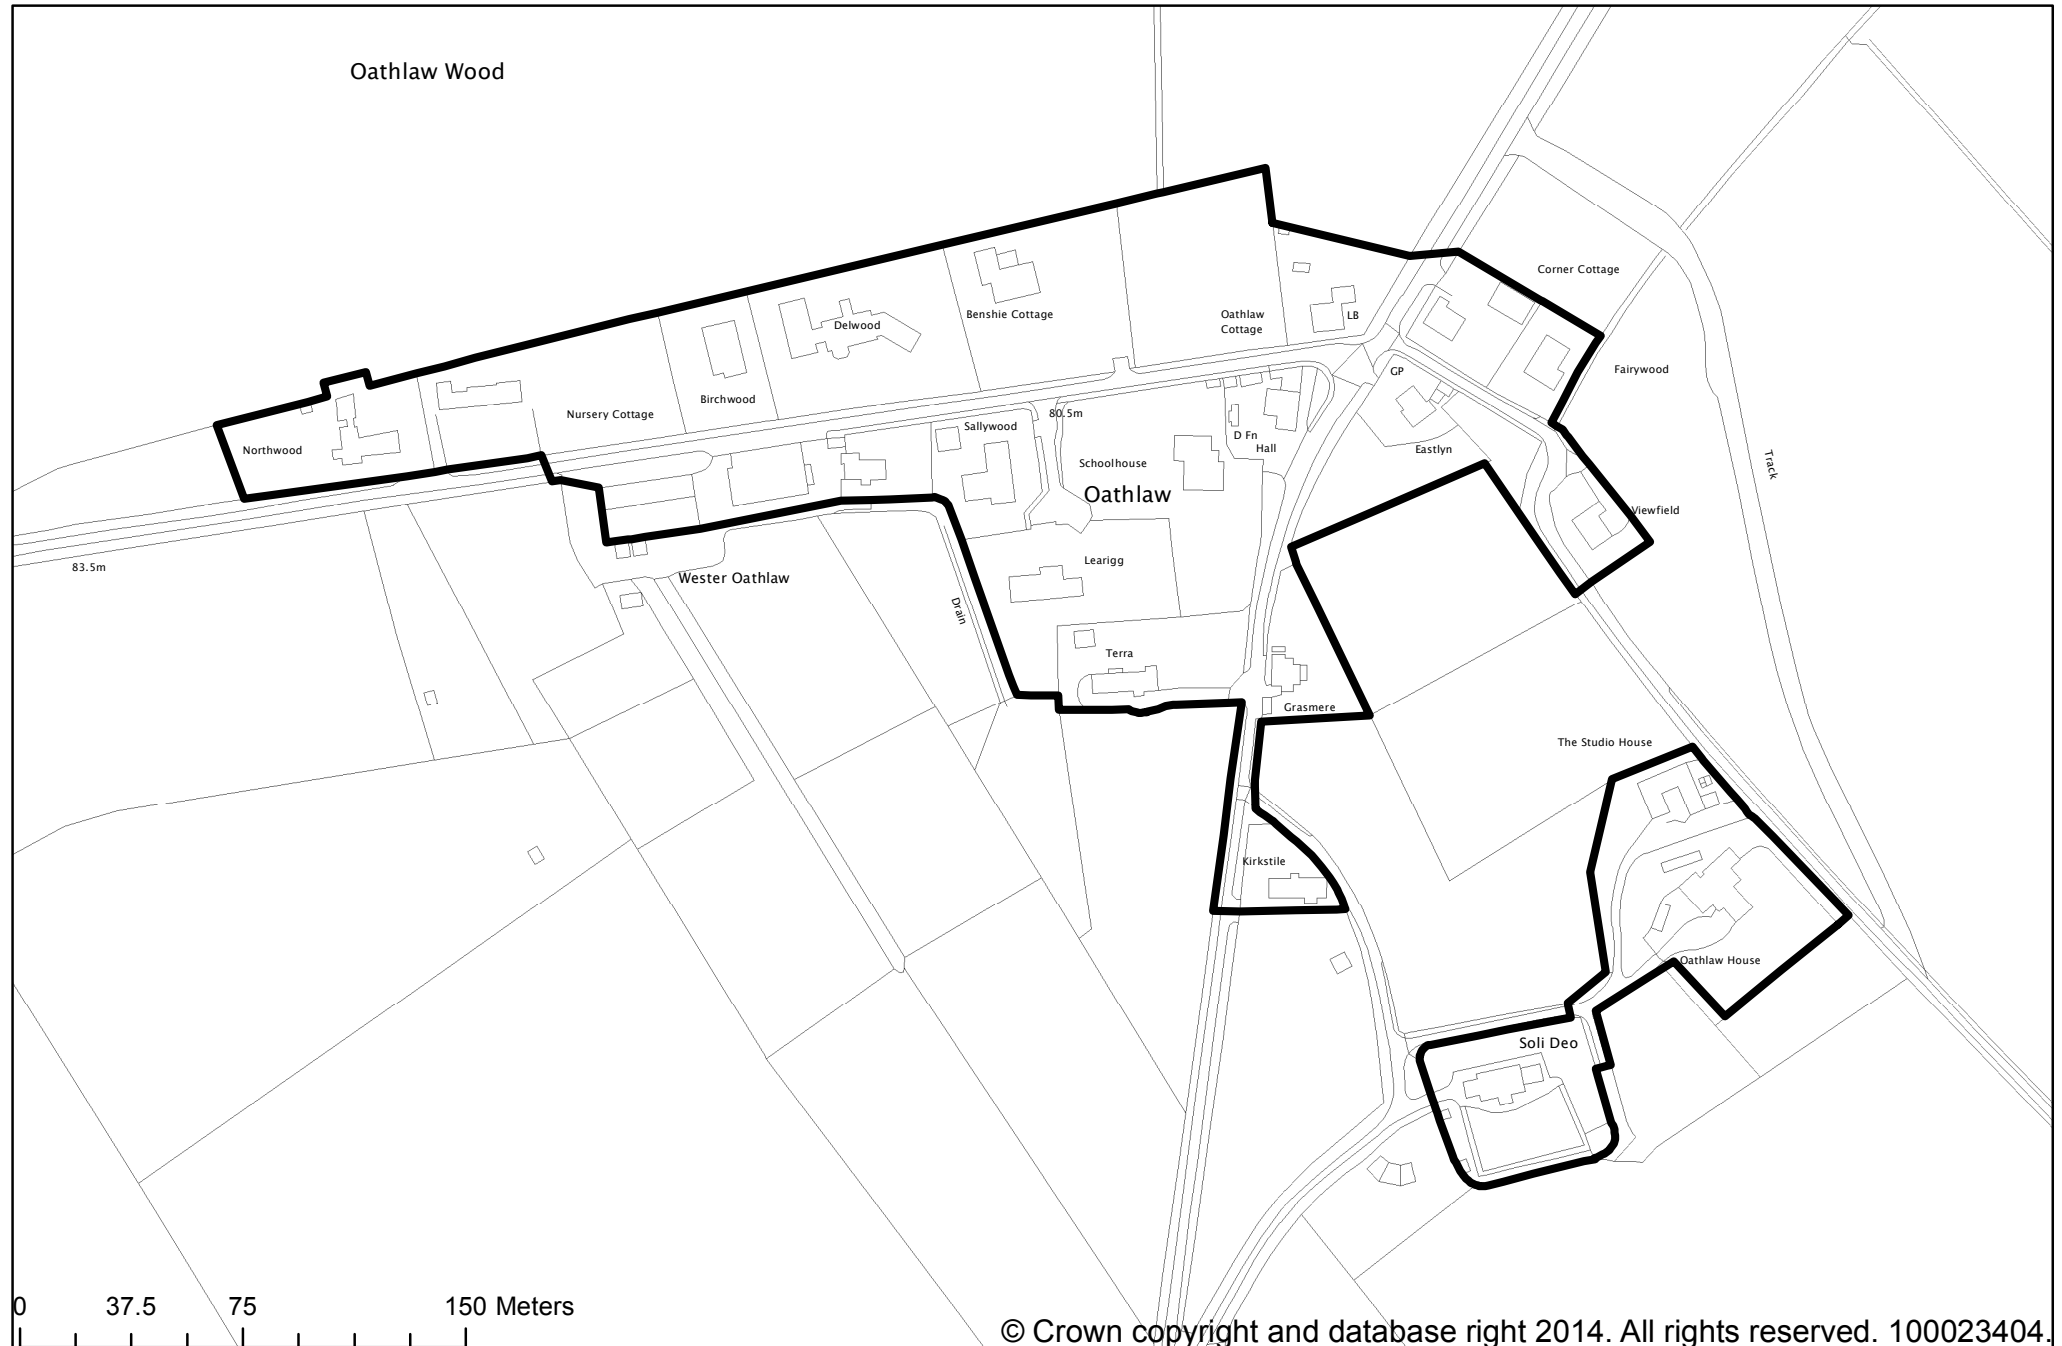 Oathlaw Wood
Corner Cottage
Oathlaw
Cottage
LB
Benshie Cottage
Delwood
Fairywood
GP
Birchwood
Nursery Cottage
80.5m
Sallywood
D Fn
Hall
Eastlyn
Northwood
Schoolhouse
Track
Oathlaw
Viewfield
Learigg
83.5m
Wester Oathlaw
Drain
Terra
Grasmere
The Studio House
Kirkstile
Oathlaw House
Soli Deo
0 37.5 75 150 Meters
© Crown copyright and database right 2014. All rights reserved. 100023404.